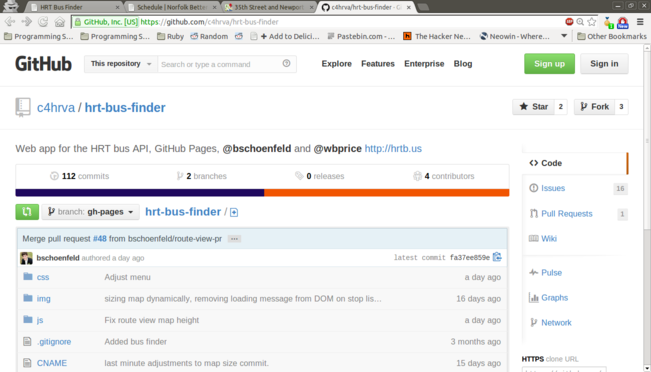 HRT Bus Finder
Schedule | Norfolk Better
35th Street and Newport
c4hrva/hrt-bus-finder · G
GitHub, Inc. [US] https://github.com/c4hrva/hrt-bus-finder
Programming S...
Programming S...
Ruby
Random
+ Add to Delici...
Pastebin.com - ...
The Hacker Ne...
Neowin - Where...
Other Bookmarks
GitHub
This repository
Search or type a command
Explore
Features
Enterprise
Blog
Sign up
Sign in
c4hrva / hrt-bus-finder
Star 2
Fork 3
Web app for the HRT bus API, GitHub Pages, @bschoenfeld and @wbprice http://hrtb.us
112 commits
2 branches
0 releases
4 contributors
branch: gh-pages
hrt-bus-finder /
Merge pull request #48 from bschoenfeld/route-view-pr ...
bschoenfeld authored a day ago
latest commit fa37ee859e
css Adjust menu a day ago
img sizing map dynamically, removing loading message from DOM on stop lis... 16 days ago
js Fix route view map height a day ago
.gitignore Added bus finder 3 months ago
CNAME last minute adjustments to map size commit. 15 days ago
Code
Issues 16
Pull Requests 1
Wiki
Pulse
Graphs
Network
HTTPS clone URL